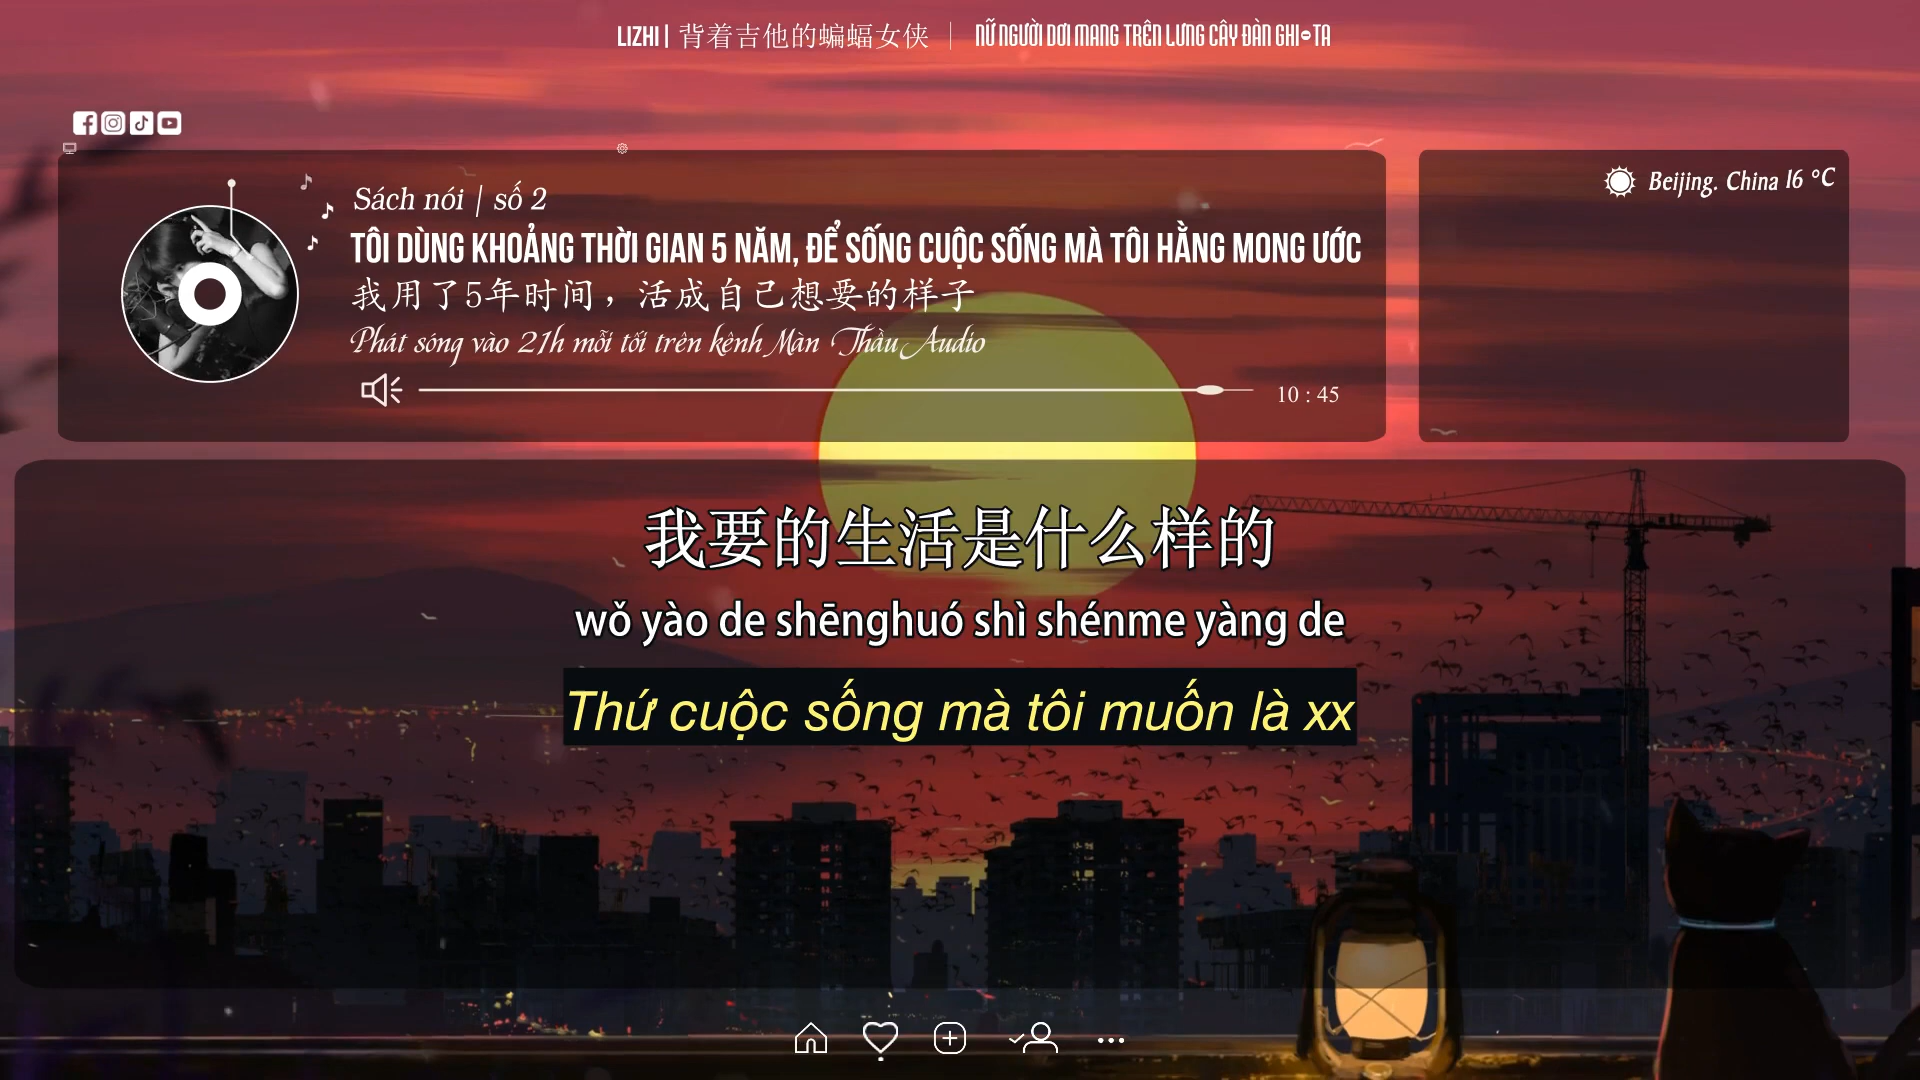 LIZHI | 背着吉他的蝙蝠女侠 | NỮ NGƯỜI DƠI MANG TRÊN LƯNG CÂY ĐÀN GHI-TA
Beijing. China 16 °C
Sách nói | số 2
TÔI DÙNG KHOẢNG THỜI GIAN 5 NĂM, ĐỂ SỐNG CUỘC SỐNG MÀ TÔI HẰNG MONG ƯỚC
我用了5年时间，活成自己想要的样子
Phát sóng vào 21h mỗi tối trên kênh Màn Thầu Audio
10 : 45
我要的生活是什么样的
wǒ yào de shēnghuó shì shénme yàng de
Thứ cuộc sống mà tôi muốn là xx